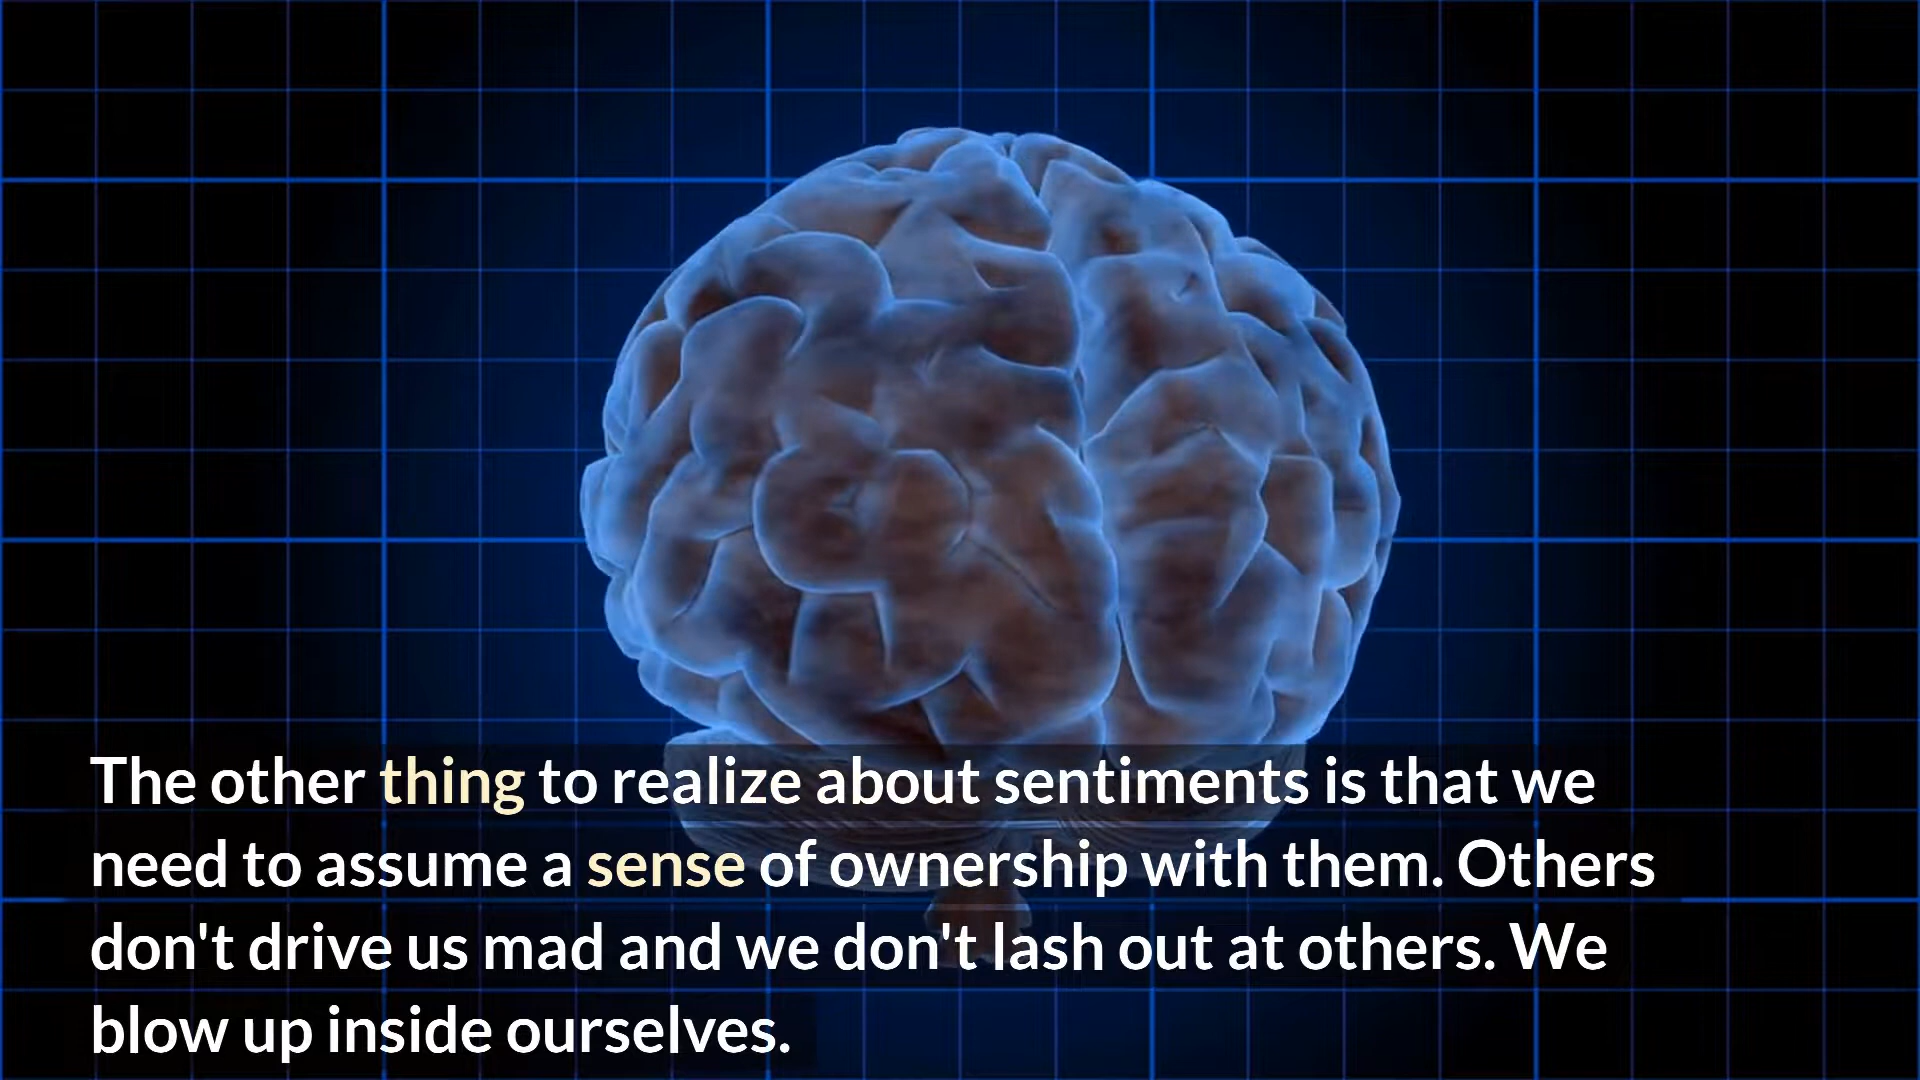 The other thing to realize about sentiments is that we
need to assume a sense of ownership with them. Others
don't drive us mad and we don't lash out at others. We
blow up inside ourselves.